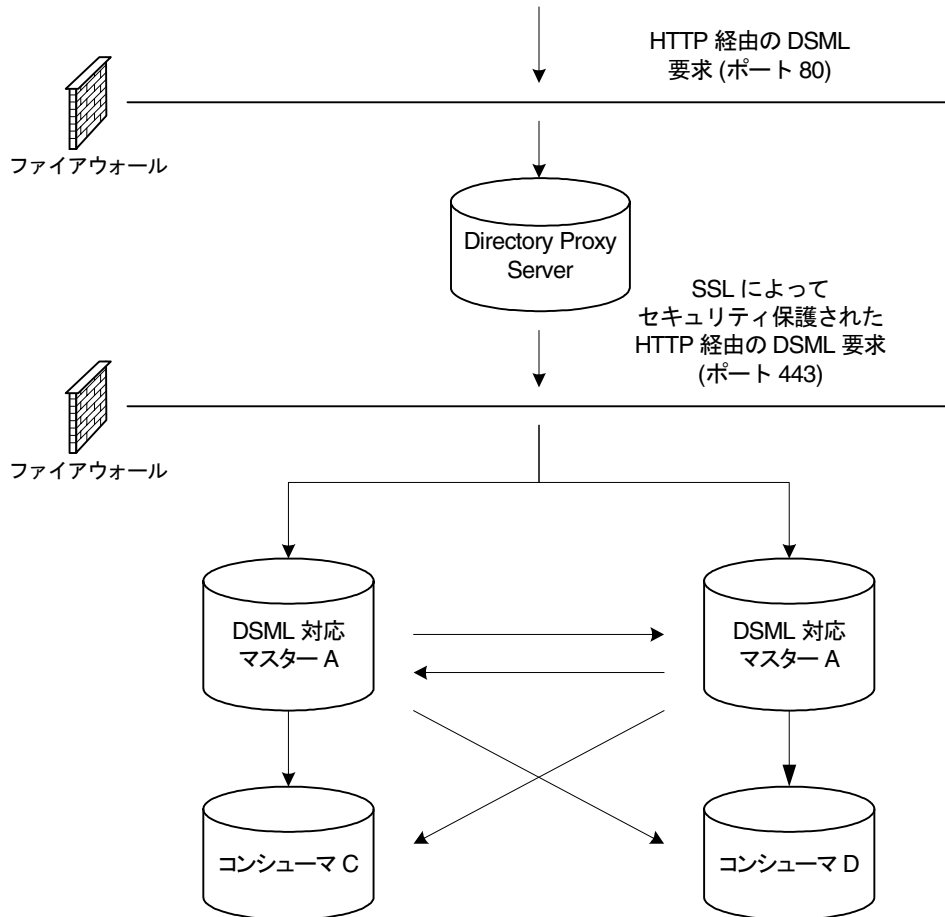 HTTP 経由の DSML
要求 (ポート 80)
ファイアウォール
Directory Proxy
Server
SSL によって
セキュリティ保護された
HTTP 経由の DSML 要求
(ポート 443)
ファイアウォール
DSML 対応
マスター A
DSML 対応
マスター A
コンシューマ C
コンシューマ D